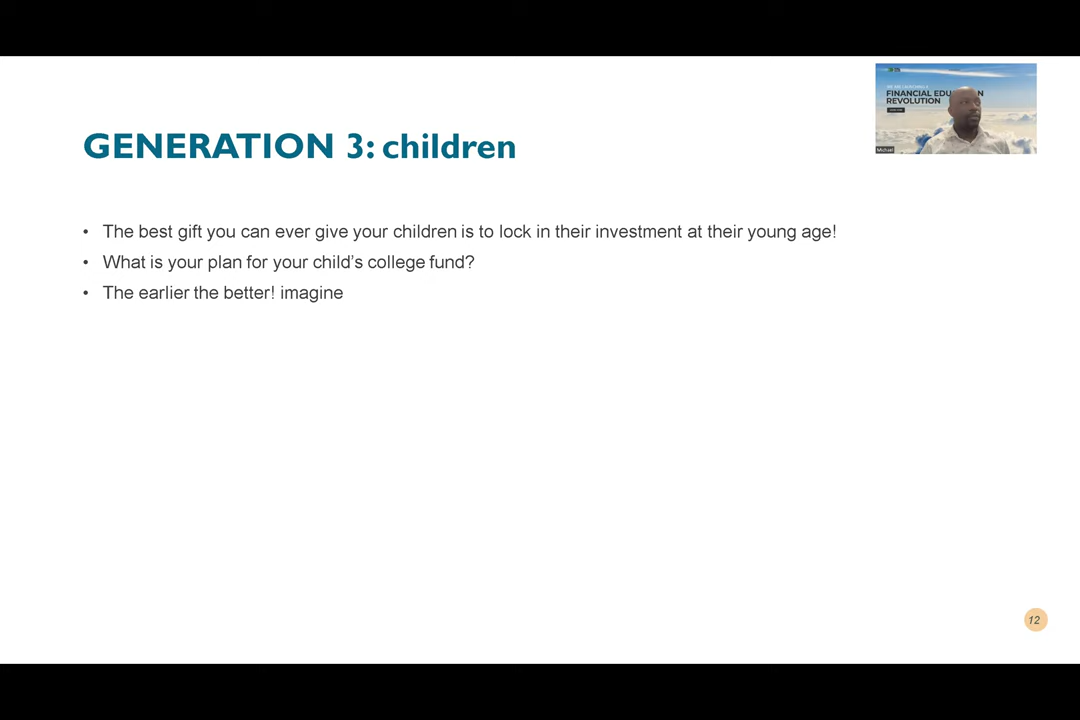 FINANCIAL EDU N
REVOLUTION
Michael
GENERATION 3: children
• The best gift you can ever give your children is to lock in their investment at their young age!
• What is your plan for your child’s college fund?
• The earlier the better! imagine
12